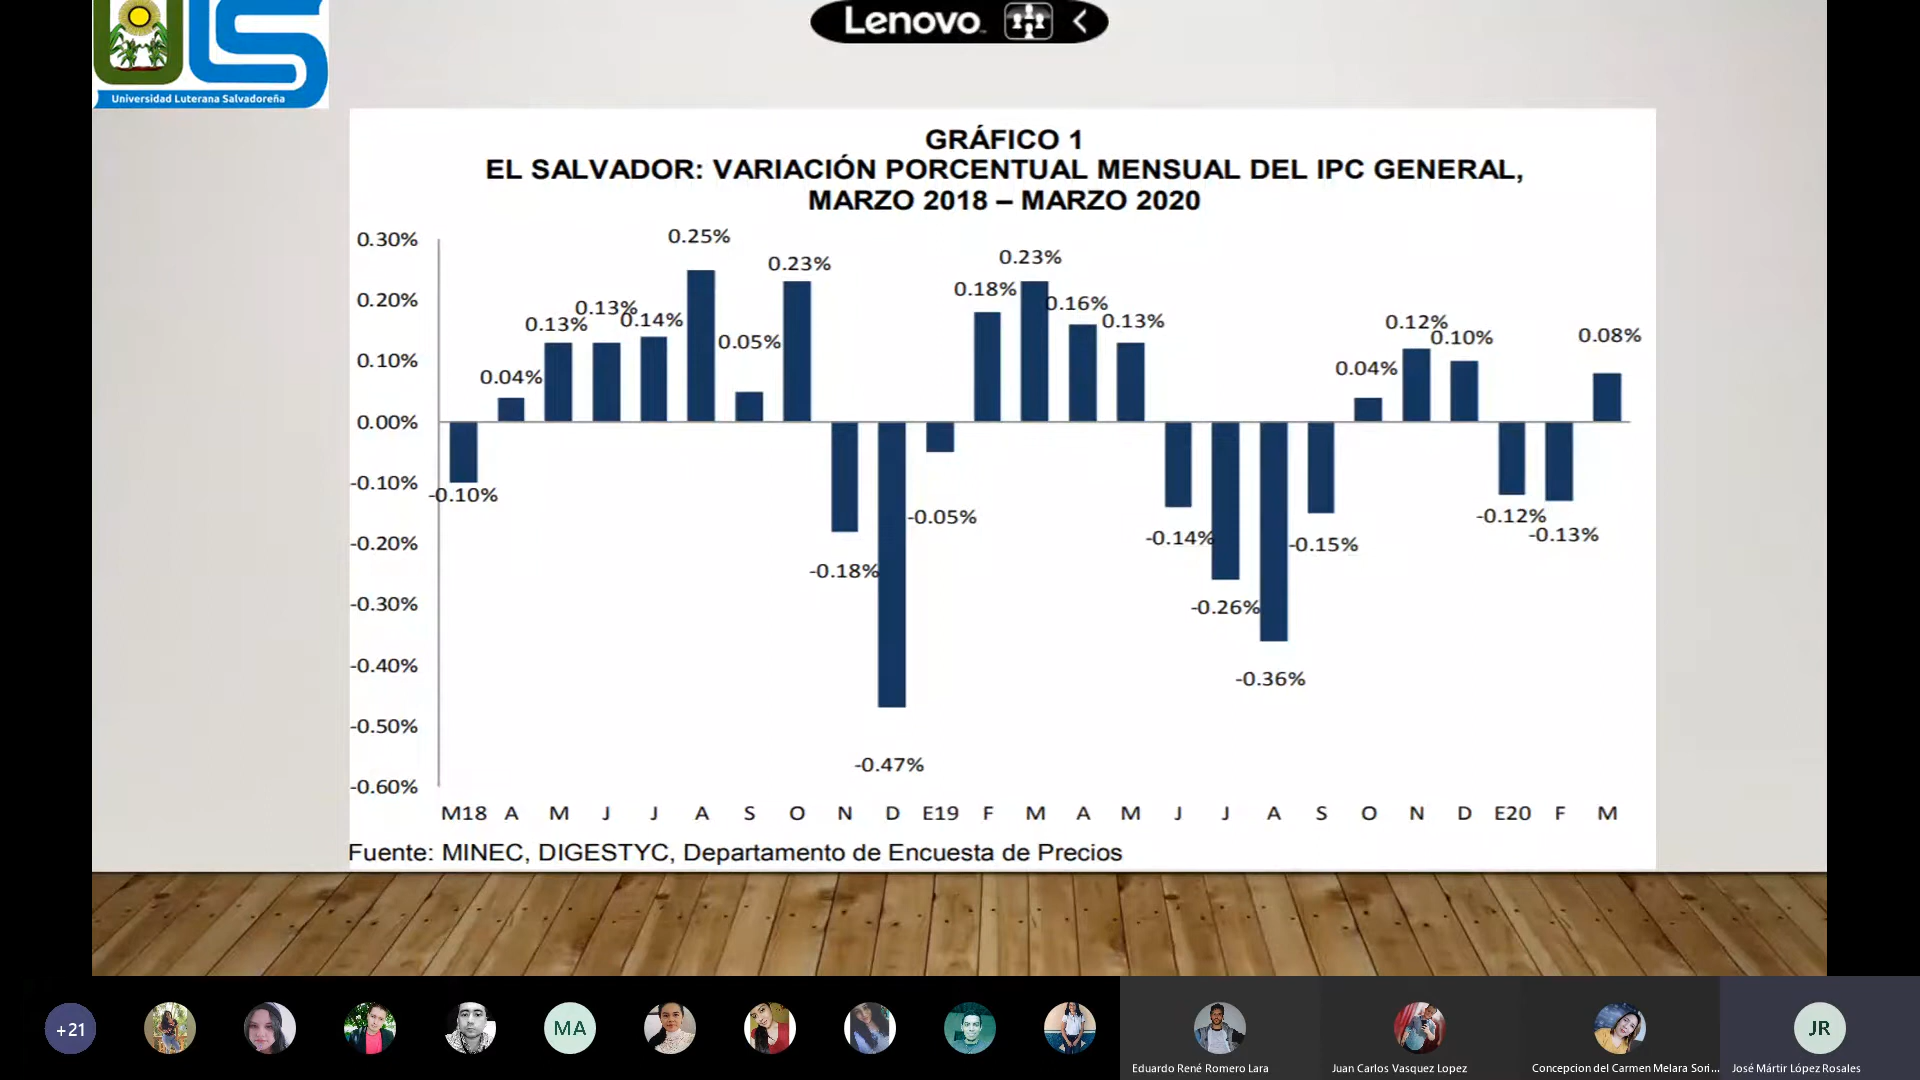 Lenovo
Universidad Luterana Salvadoreña
GRÁFICO 1
EL SALVADOR: VARIACIÓN PORCENTUAL MENSUAL DEL IPC GENERAL,
MARZO 2018 – MARZO 2020
0.30%
0.20%
0.10%
0.00%
-0.10%
-0.20%
-0.30%
-0.40%
-0.50%
-0.60%
-0.10%
0.04%
0.13%
0.13%
0.14%
0.25%
0.05%
0.23%
-0.18%
-0.47%
-0.05%
0.18%
0.23%
0.16%
0.13%
-0.14%
-0.26%
-0.36%
-0.15%
0.04%
0.12%
0.10%
-0.12%
-0.13%
0.08%
M18 A M J J A S O N D E19 F M A M J J A S O N D E20 F M
Fuente: MINEC, DIGESTYC, Departamento de Encuesta de Precios
+21
MA
JR
Eduardo René Romero Lara
Juan Carlos Vasquez Lopez
Concepcion del Carmen Melara Sori...
José Mártir López Rosales